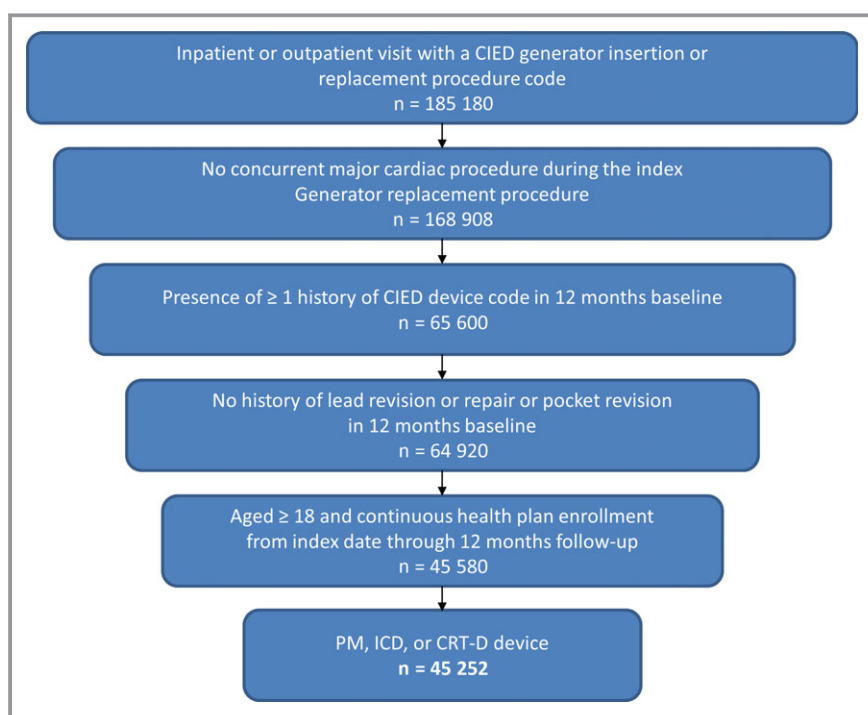 Inpatient or outpatient visit with a CIED generator insertion or
replacement procedure code
n = 185 180
No concurrent major cardiac procedure during the index
Generator replacement procedure
n = 168 908
Presence of ≥ 1 history of CIED device code in 12 months baseline
n = 65 600
No history of lead revision or repair or pocket revision
in 12 months baseline
n = 64 920
Aged ≥ 18 and continuous health plan enrollment
from index date through 12 months follow-up
n = 45 580
PM, ICD, or CRT-D device
n = 45 252